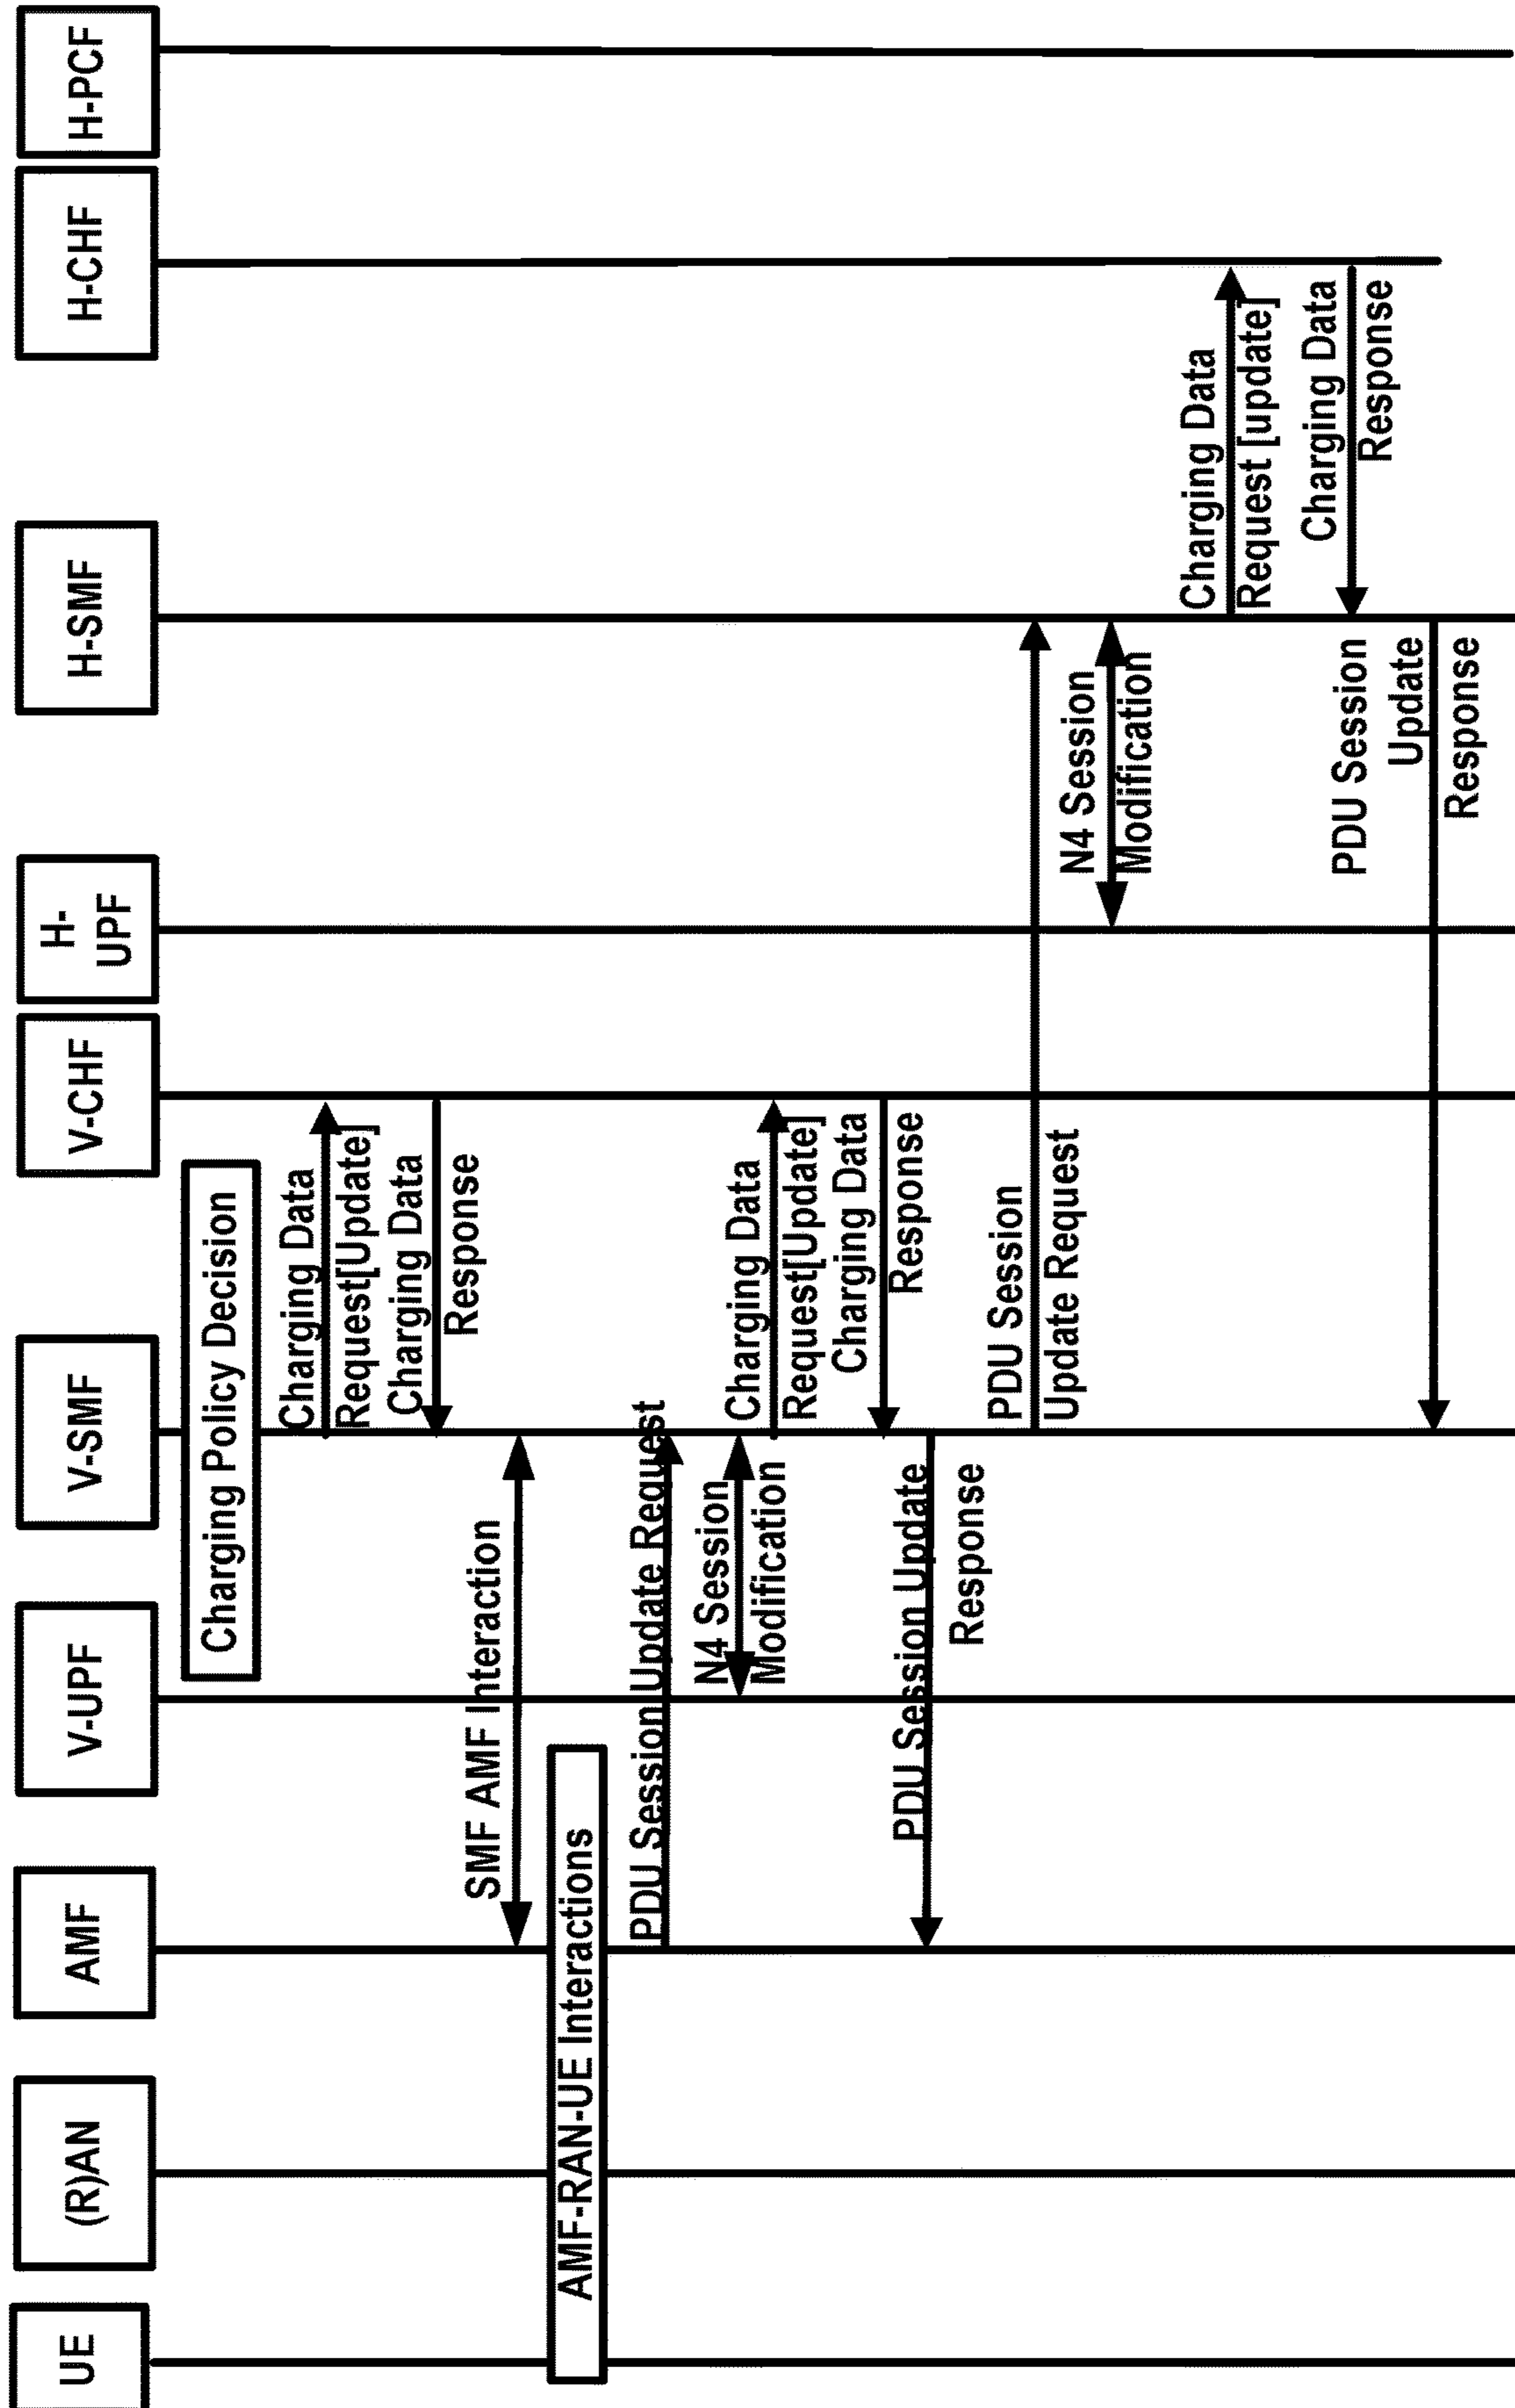 UE
(R)AN
AMF
V-UPF
V-SMF
V-CHF
H-
UPF
H-SMF
H-CHF
H-PCF
Charging Policy Decision
Charging Data
Request[Update]
Charging Data
Response
SMF AMF Interaction
AMF-RAN-UE Interactions
PDU Session Update Request
N4 Session
Modification
Charging Data
Request[Update]
Charging Data
Response
PDU Session Update
Response
PDU Session
Update Request
N4 Session
Modification
Charging Data
Request [update]
Charging Data
Response
PDU Session
Update
Response